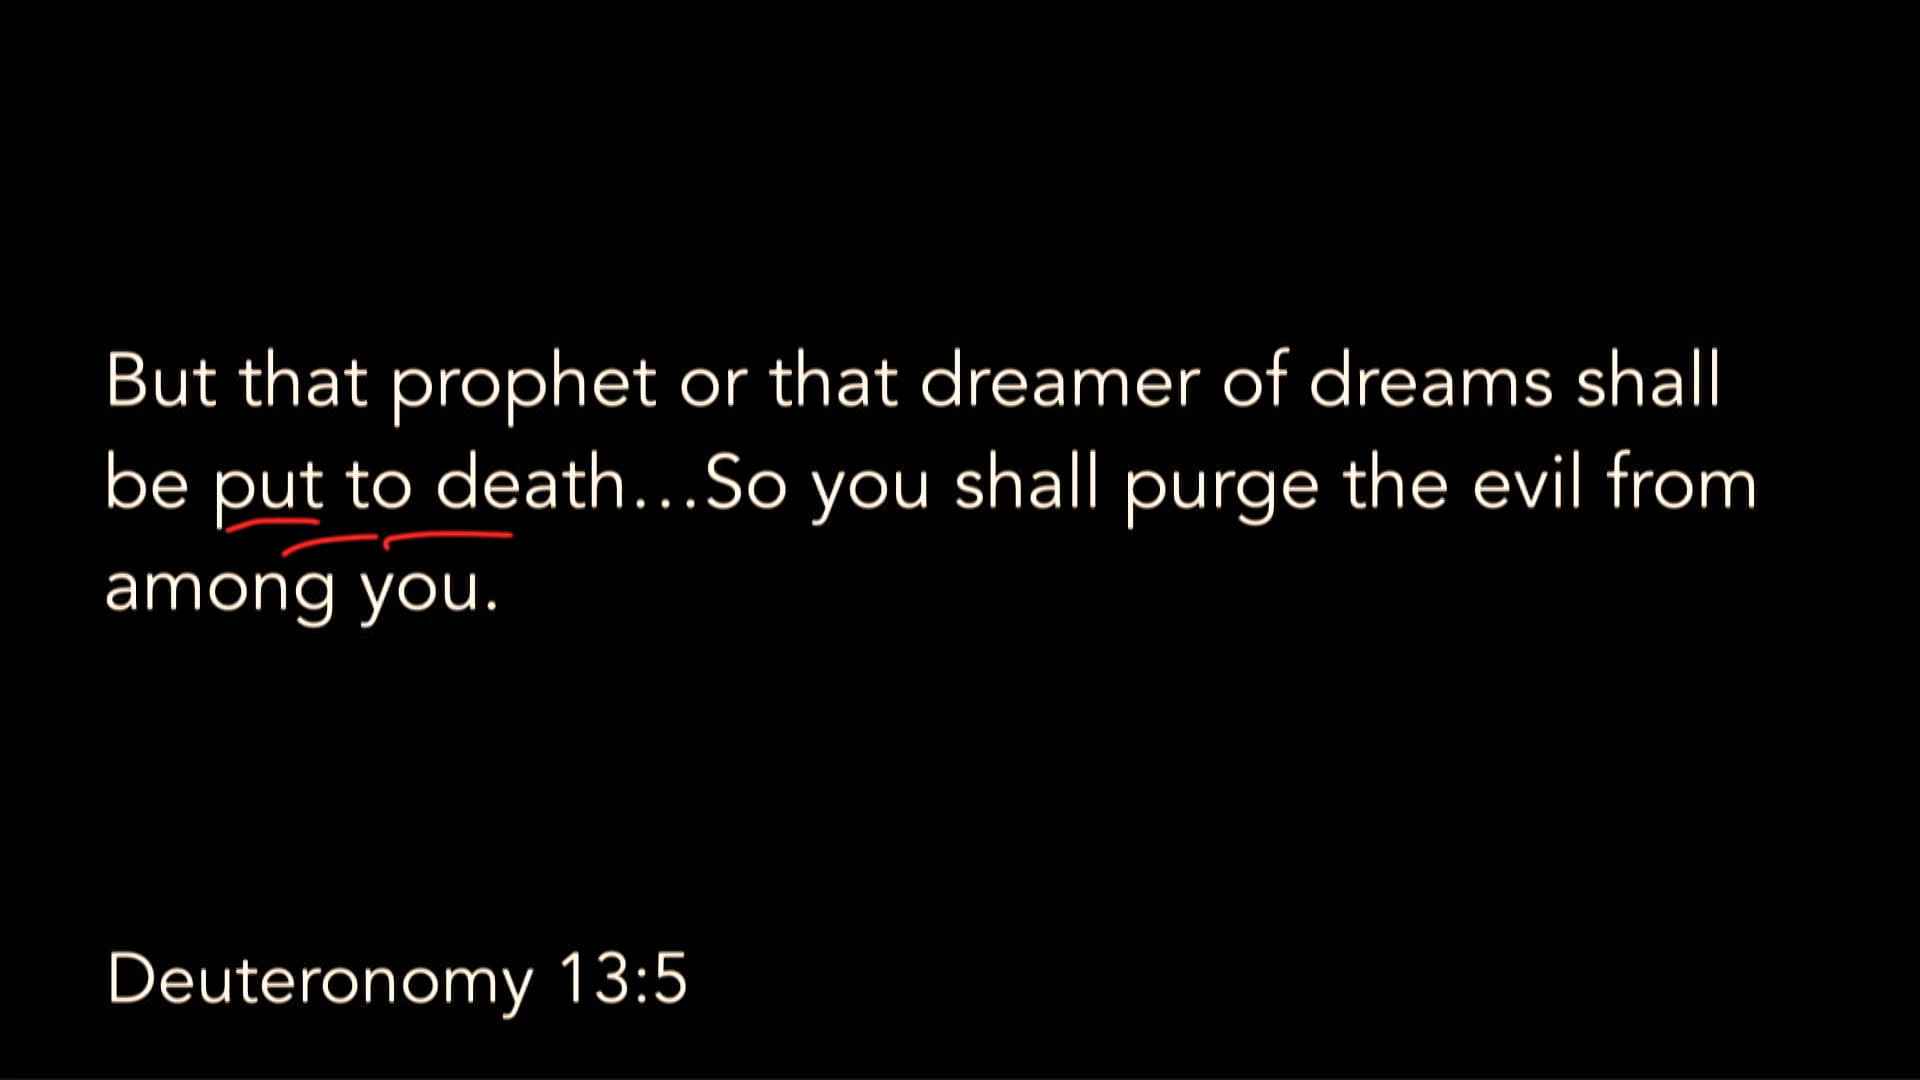 But that prophet or that dreamer of dreams shall
be put to death...So you shall purge the evil from
among you.
Deuteronomy 13:5